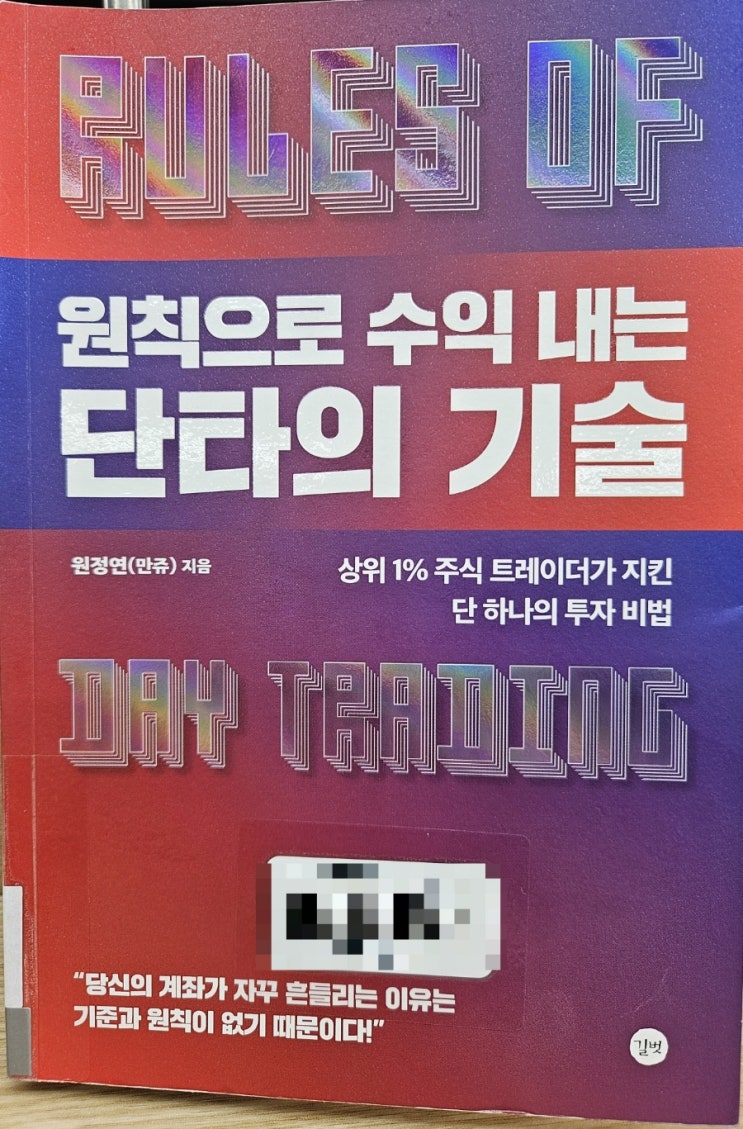 RULES OF
원칙으로 수익 내는
단타의 기술
원정연(만쥬) 지음
상위 1% 주식 트레이더가 지킨
단 하나의 투자 비법
DAY TRADING
“당신의 계좌가 자꾸 흔들리는 이유는
기준과 원칙이 없기 때문이다!”
길벗